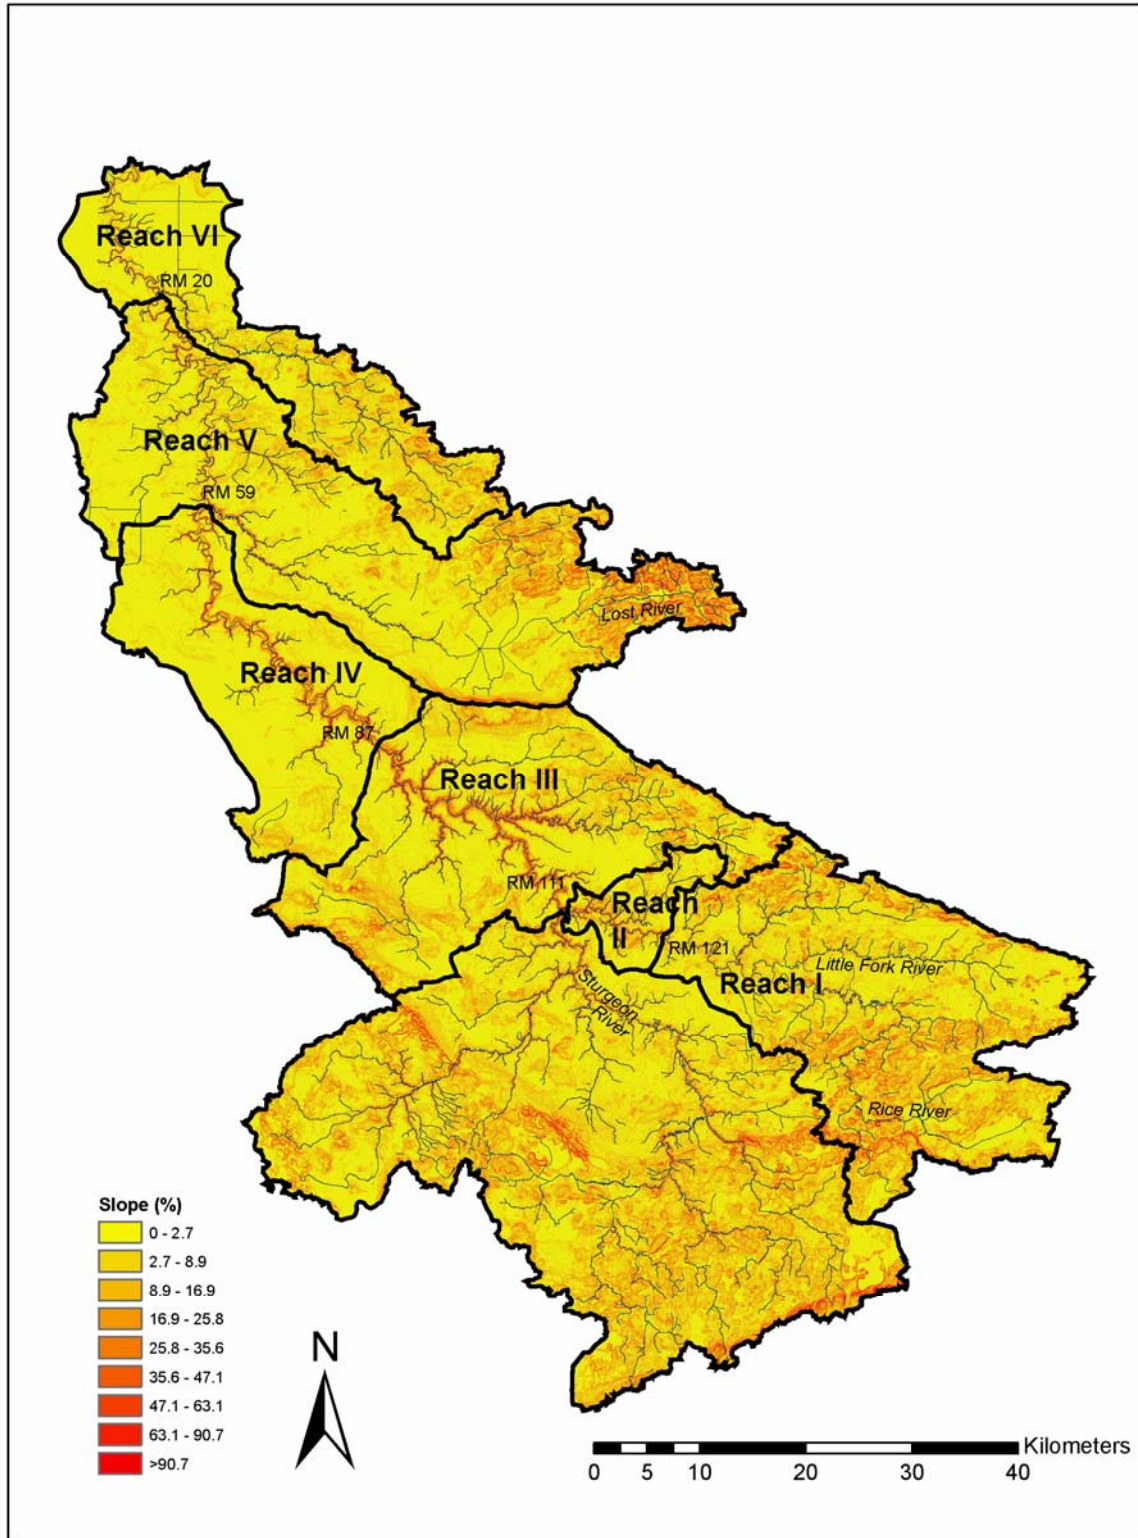 Reach VI
RM 20
Reach V
RM 59
Lost River
Reach IV
RM 87
Reach III
RM 111
Reach
II
RM 121
Little Fork River
Reach I
Sturgeon
River
Rice River
Slope (%)
0 - 2.7
2.7 - 8.9
8.9 - 16.9
16.9 - 25.8
25.8 - 35.6
35.6 - 47.1
47.1 - 63.1
63.1 - 90.7
>90.7
N
Kilometers
0 5 10 20 30 40